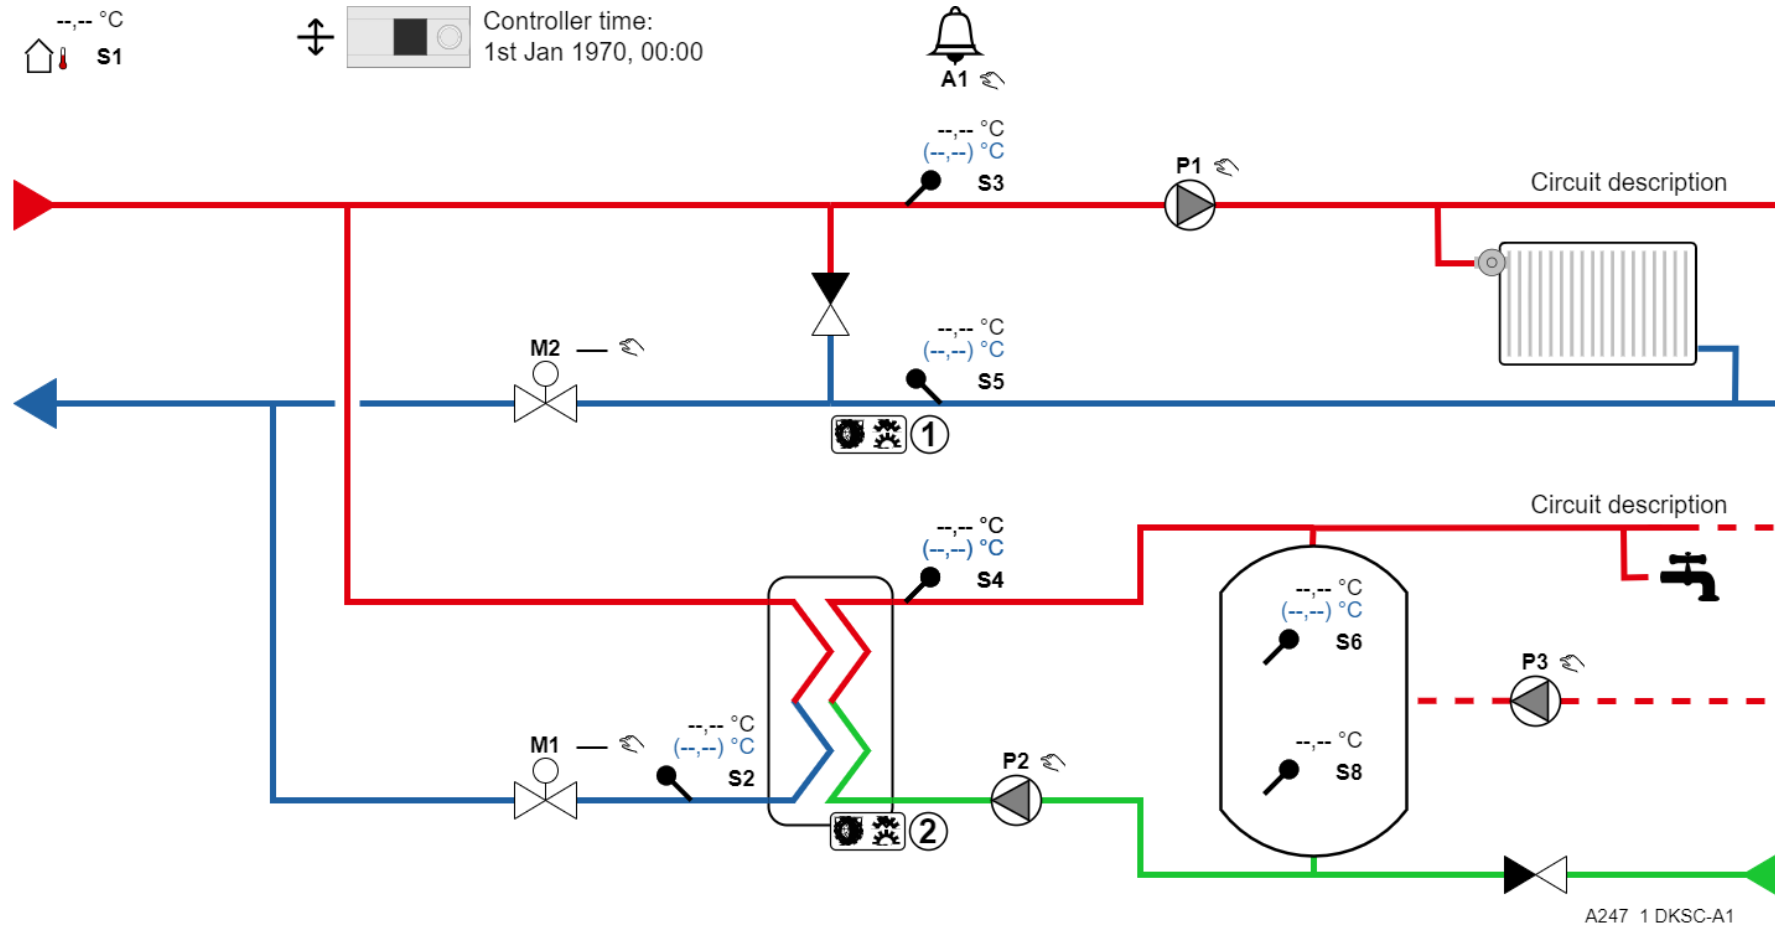 --,-- °C
S1
Controller time:
1st Jan 1970, 00:00
A1
--,-- °C
(--,--) °C
S3
P1
Circuit description
M2
--,-- °C
(--,--) °C
S5
1
Circuit description
--,-- °C
(--,--) °C
S4
--,-- °C
(--,--) °C
S6
P3
M1
--,-- °C
(--,--) °C
S2
P2
--,-- °C
S8
2
A247 1 DKSC-A1